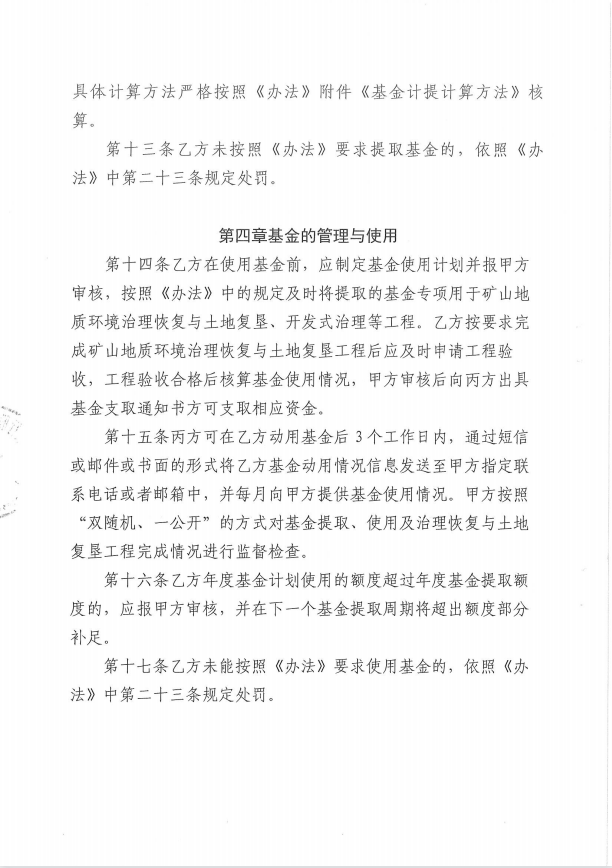 具体计算方法严格按照《办法》附件《基金计提计算方法》核
算。
第十三条乙方未按照《办法》要求提取基金的，依照《办
法》中第二十三条规定处罚。
第四章基金的管理与使用
第十四条乙方在使用基金前，应制定基金使用计划并报甲方
审核，按照《办法》中的规定及时将提取的基金专项用于矿山地
质环境治理恢复与土地复垦、开发式治理等工程。乙方按要求完
成矿山地质环境治理恢复与土地复垦工程后应及时申请工程验
收，工程验收合格后核算基金使用情况，甲方审核后向丙方出具
基金支取通知书方可支取相应资金。
第十五条丙方可在乙方动用基金后 3 个工作日内，通过短信
或邮件或书面的形式将乙方基金动用情况信息发送至甲方指定联
系电话或者邮箱中，并每月向甲方提供基金使用情况。甲方按照
“双随机、一公开”的方式对基金提取、使用及治理恢复与土地
复垦工程完成情况进行监督检查。
第十六条乙方年度基金计划使用的额度超过年度基金提取额
度的，应报甲方审核，并在下一个基金提取周期将超出额度部分
补足。
第十七条乙方未能按照《办法》要求使用基金的，依照《办
法》中第二十三条规定处罚。